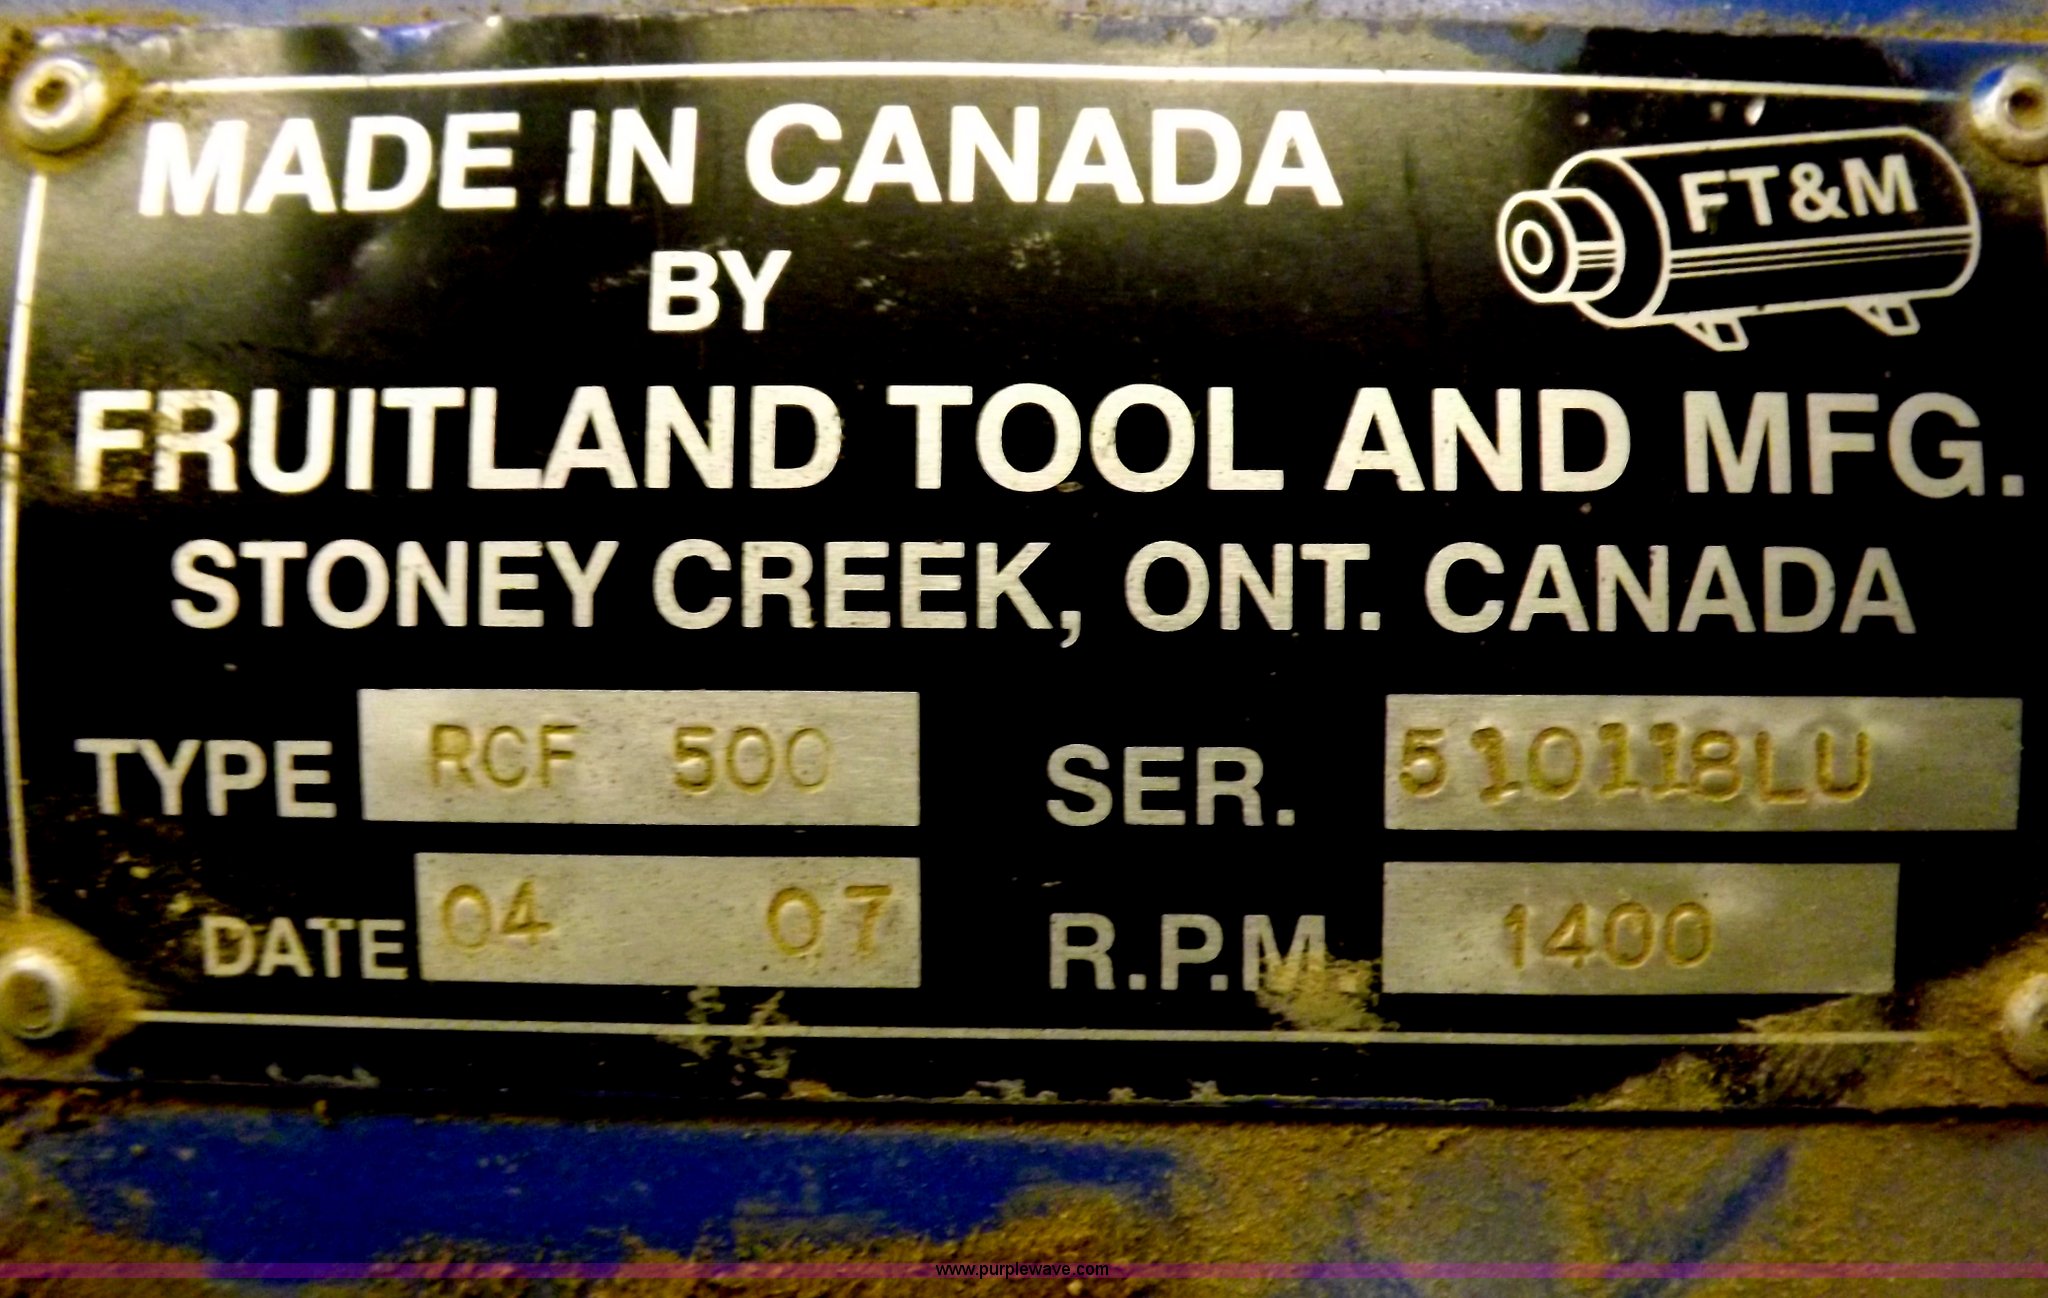 MADE IN CANADA
FT&M
BY
FRUITLAND TOOL AND MFG.
STONEY CREEK, ONT. CANADA
TYPE RCF 500 SER. 510118LU
DATE 04 07 R.P.M 1400
www.purplewave.com